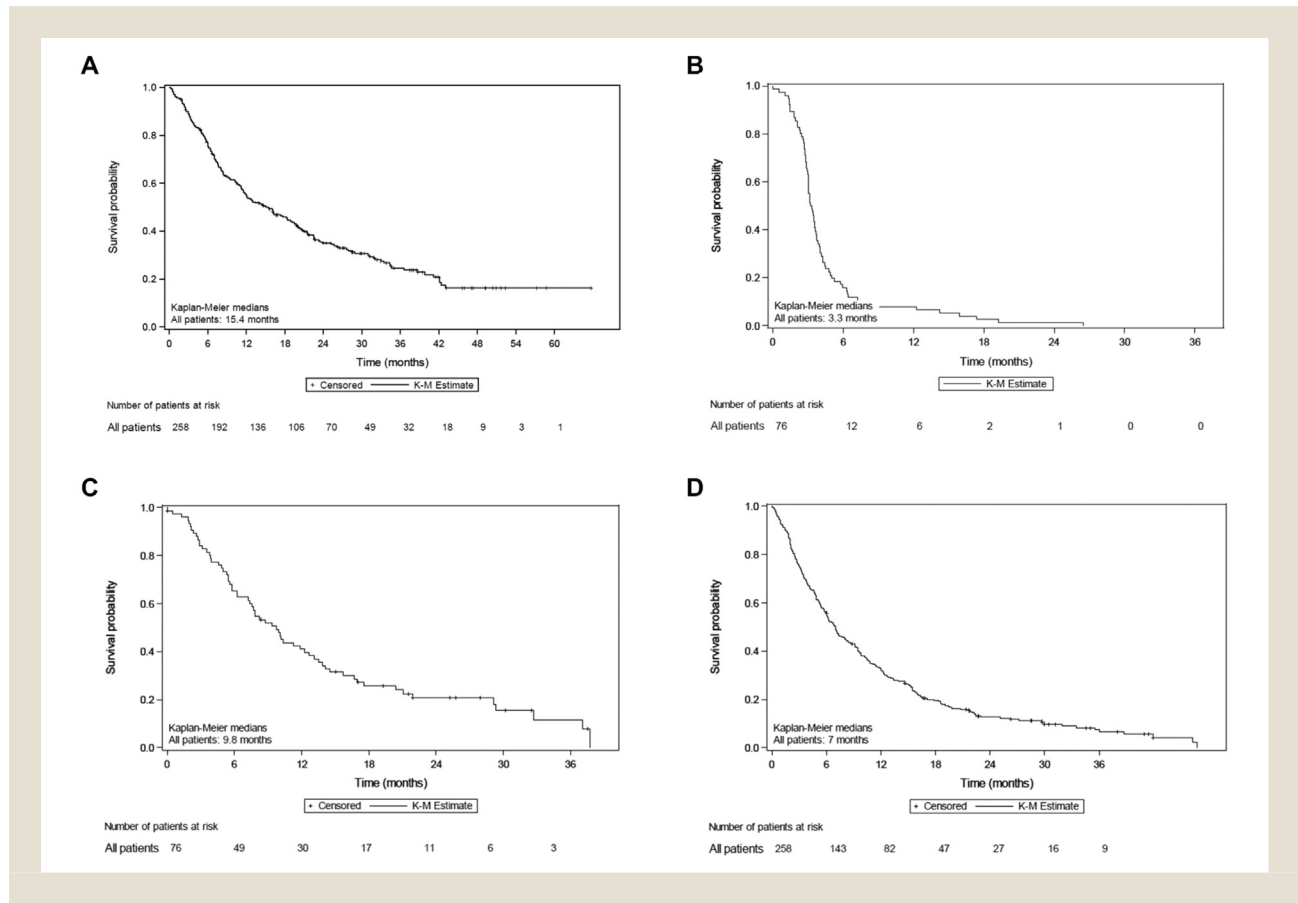 A
Survival probability
1.0
0.8
0.6
0.4
0.2
0.0
Kaplan-Meier medians
All patients: 15.4 months
0 6 12 18 24 30 36 42 48 54 60
Time (months)
+ Censored K-M Estimate
Number of patients at risk
All patients 258 192 136 106 70 49 32 18 9 3 1
B
Survival probability
1.0
0.8
0.6
0.4
0.2
0.0
Kaplan-Meier medians
All patients: 3.3 months
0 6 12 18 24 30 36
Time (months)
K-M Estimate
Number of patients at risk
All patients 76 12 6 2 1 0 0
C
Survival probability
1.0
0.8
0.6
0.4
0.2
0.0
Kaplan-Meier medians
All patients: 9.8 months
0 6 12 18 24 30 36
Time (months)
+ Censored K-M Estimate
Number of patients at risk
All patients 76 49 30 17 11 6 3
D
Survival probability
1.0
0.8
0.6
0.4
0.2
0.0
Kaplan-Meier medians
All patients: 7 months
0 6 12 18 24 30 36
Time (months)
+ Censored K-M Estimate
Number of patients at risk
All patients 258 143 82 47 27 16 9